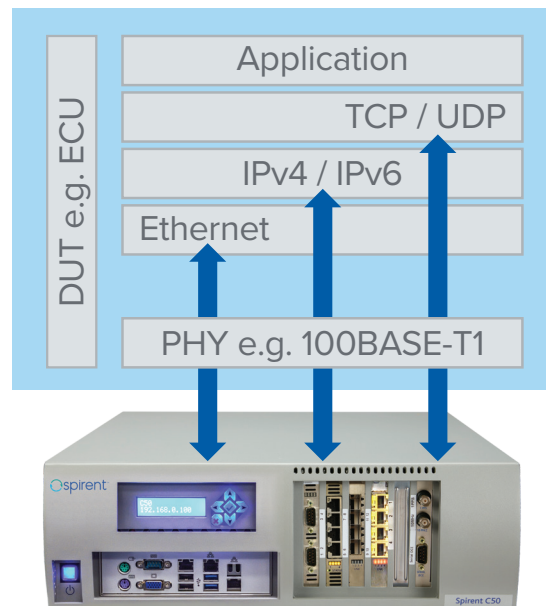 DUT e.g. ECU
Application
TCP / UDP
IPv4 / IPv6
Ethernet
PHY e.g. 100BASE-T1
spirent
C50
192.168.0.100
Spirent C50